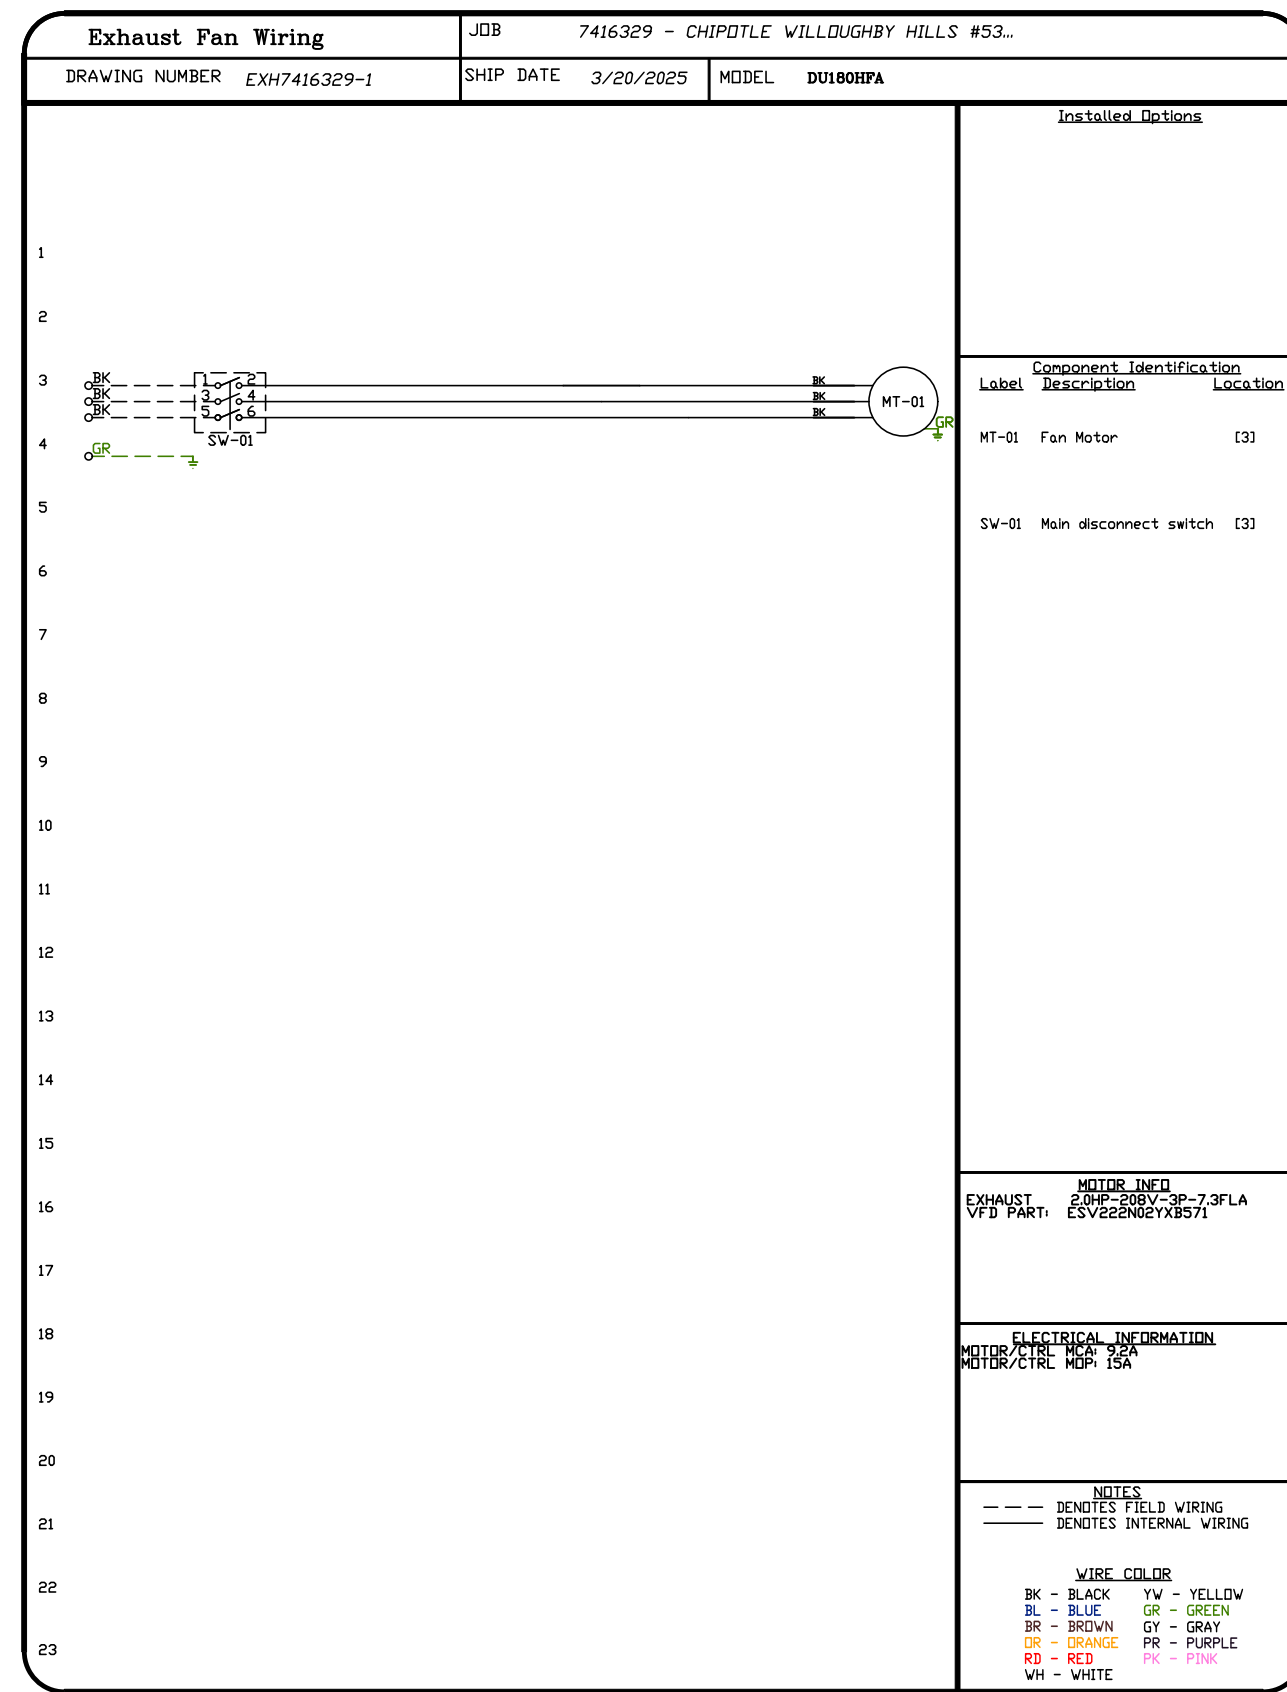 Exhaust Fan Wiring
JOB 7416329 - CHIPOTLE WILLOUGHBY HILLS #53...
DRAWING NUMBER EXH7416329-1
SHIP DATE 3/20/2025
MODEL DU180HFA
Installed Options
1
2
3
BK 1 2 BK
BK 3 4 BK
BK 5 6 BK
MT-01
GR
SW-01
4
GR
5
6
7
8
9
10
11
12
13
14
15
16
17
18
19
20
21
22
23
Component Identification
Label Description Location
MT-01 Fan Motor [3]
SW-01 Main disconnect switch [3]
MOTOR INFO
EXHAUST 2.0HP-208V-3P-7.3FLA
VFD PART: ESV222N02YXB571
ELECTRICAL INFORMATION
MOTOR/CTRL MCA: 9.2A
MOTOR/CTRL MOP: 15A
NOTES
DENOTES FIELD WIRING
DENOTES INTERNAL WIRING
WIRE COLOR
BK - BLACK YW - YELLOW
BL - BLUE GR - GREEN
BR - BROWN GY - GRAY
OR - ORANGE PR - PURPLE
RD - RED PK - PINK
WH - WHITE